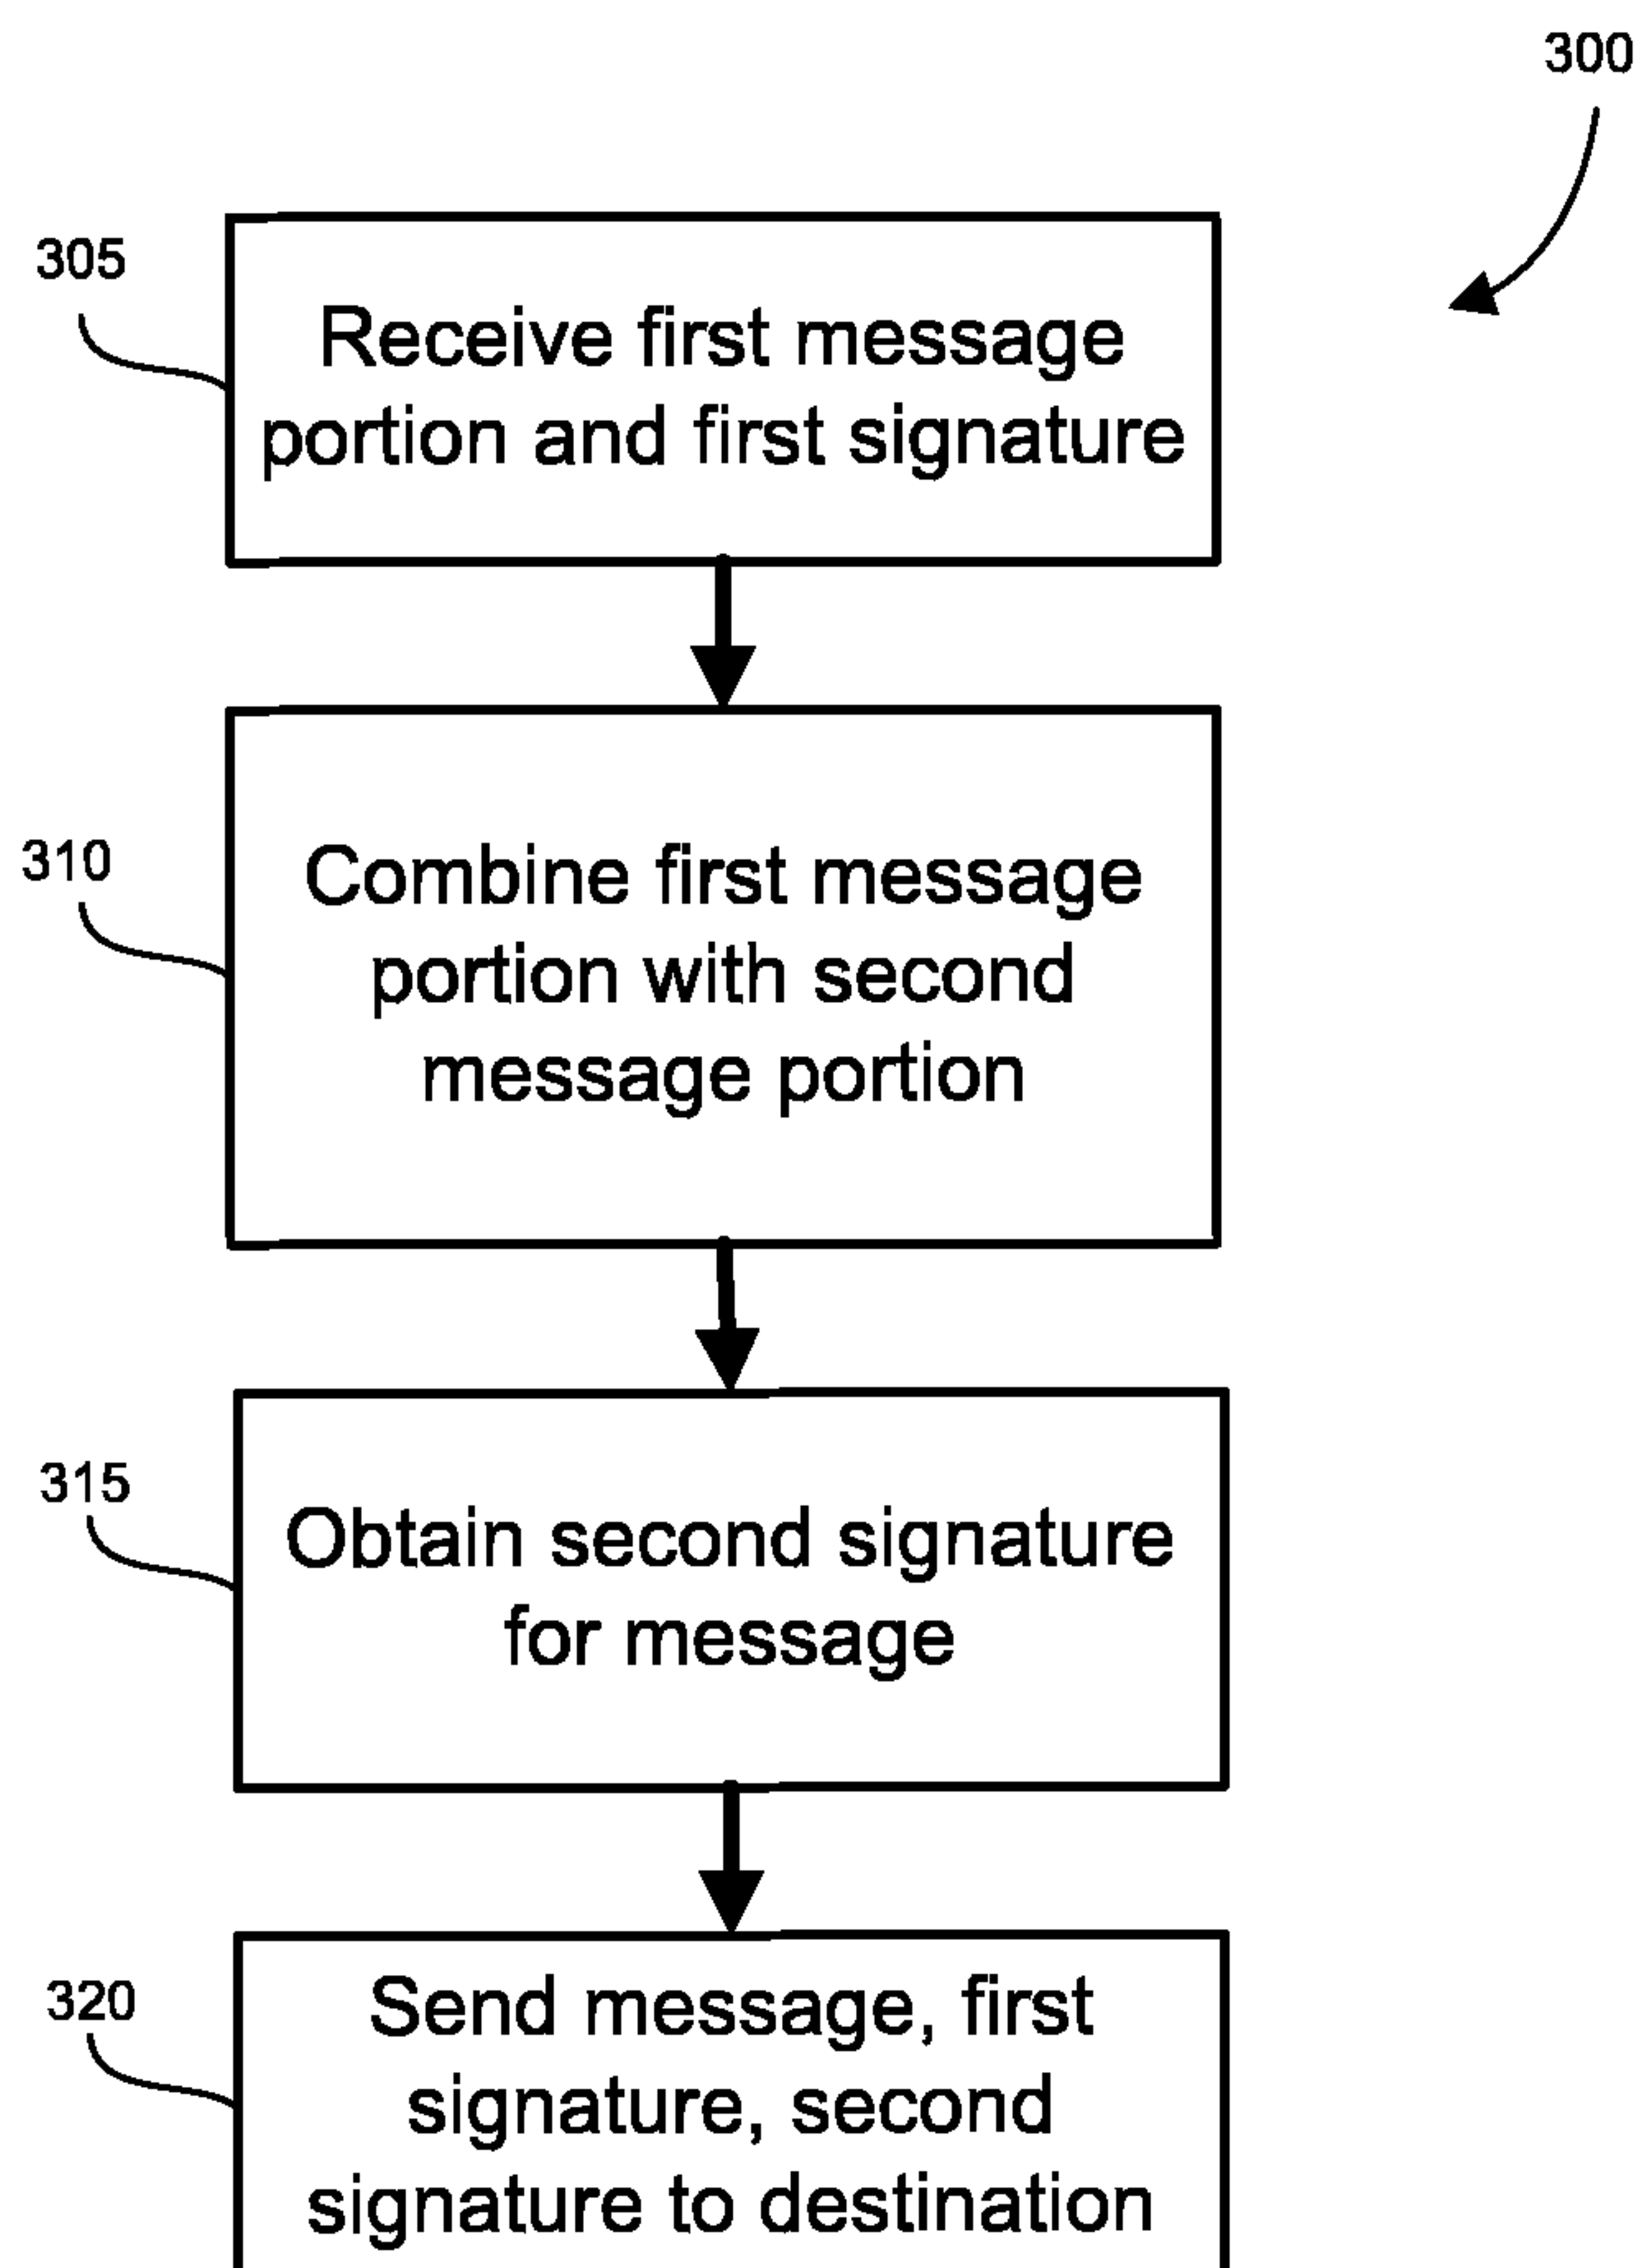 300
305
Receive first message
portion and first signature
310
Combine first message
portion with second
message portion
315
Obtain second signature
for message
320
Send message, first
signature, second
signature to destination